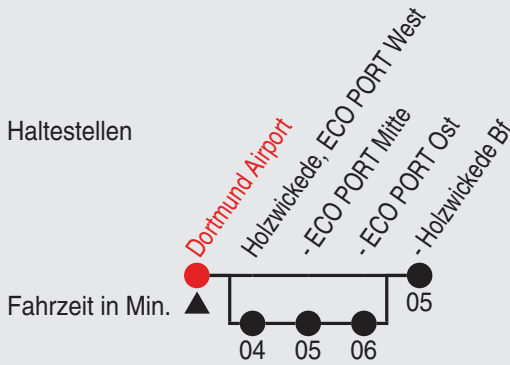 Haltestellen
Dortmund Airport
Holzwickede, ECO PORT West
- ECO PORT Mitte
- ECO PORT Ost
- Holzwickede Bf
Fahrzeit in Min.
05
04 05 06